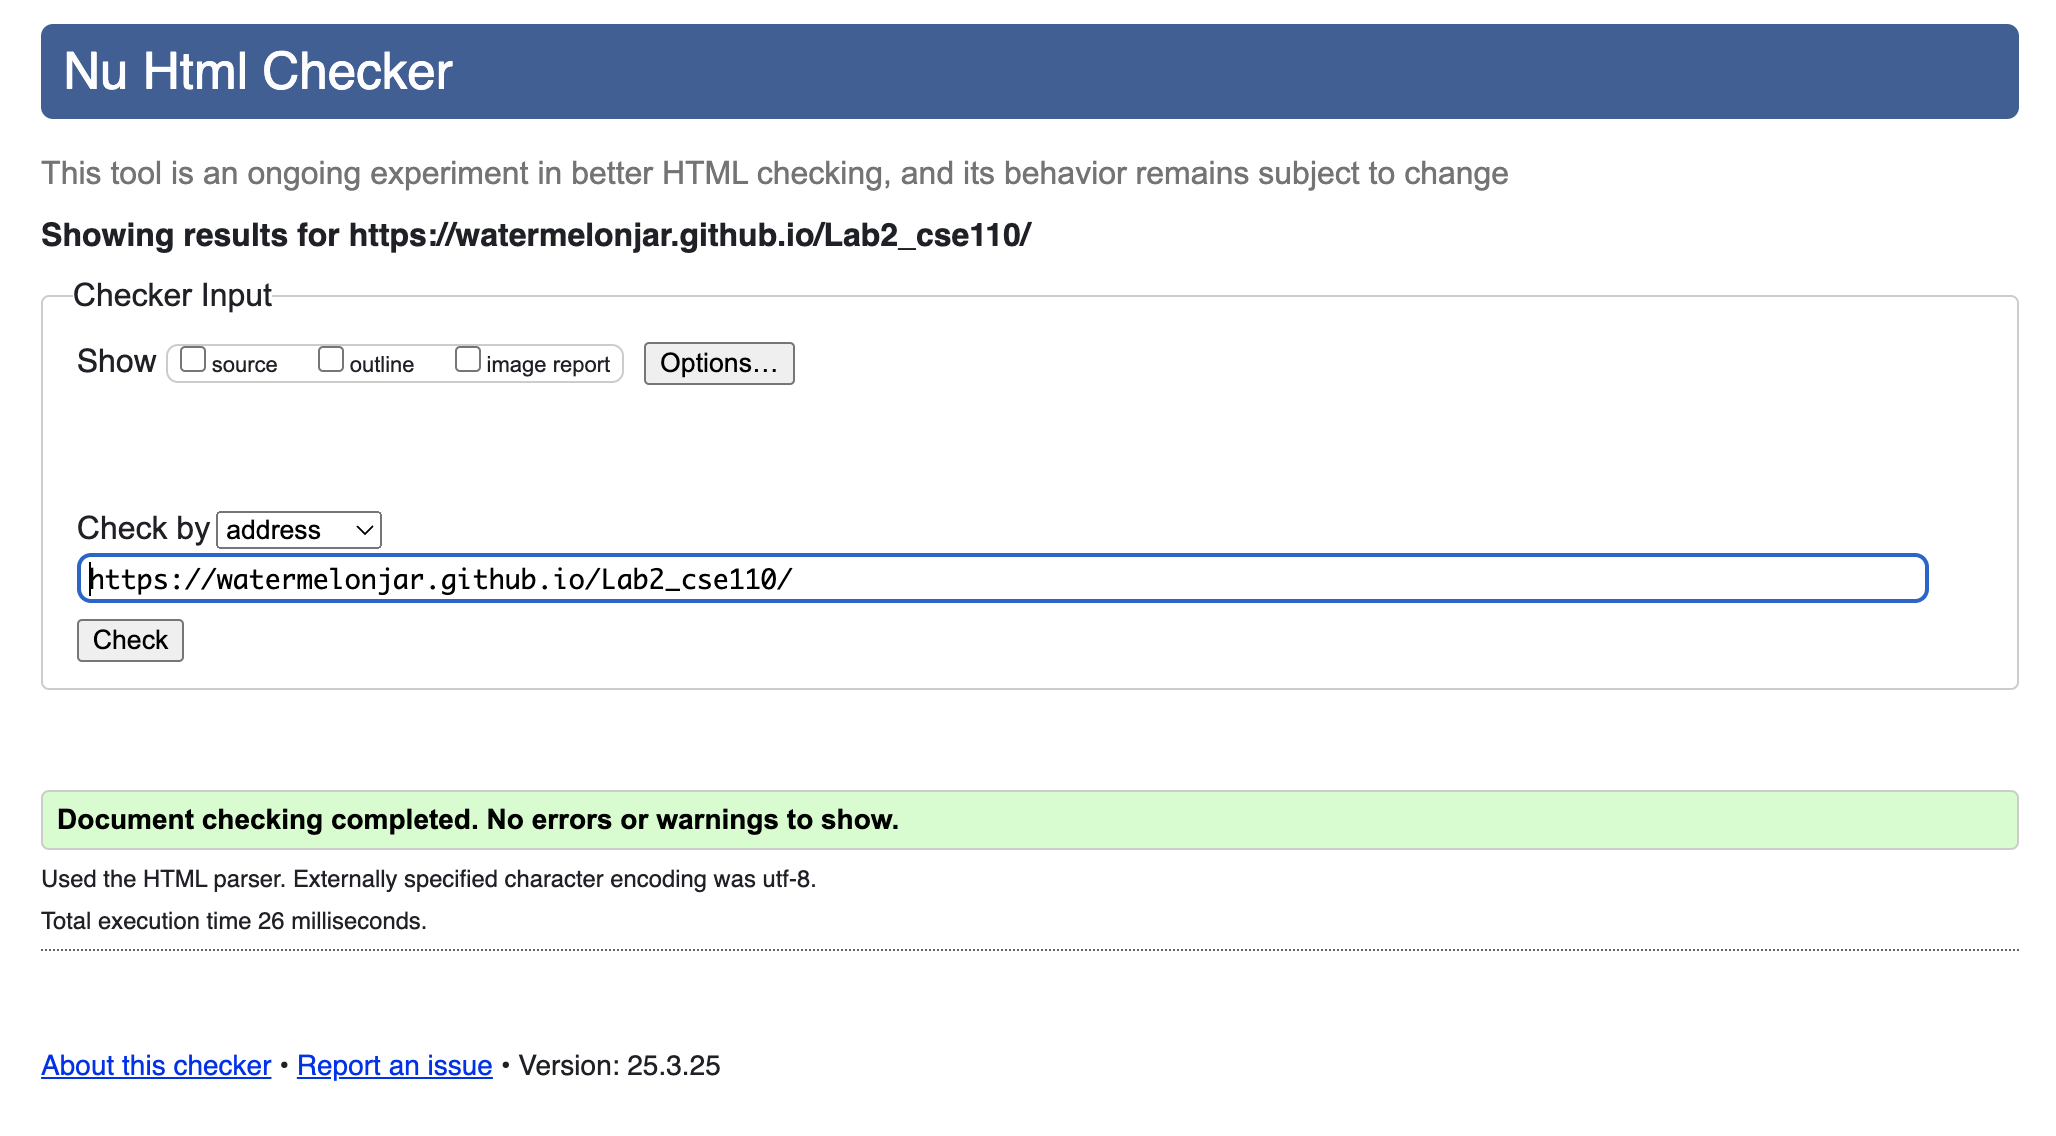 Nu Html Checker
This tool is an ongoing experiment in better HTML checking, and its behavior remains subject to change
Showing results for https://watermelonjar.github.io/Lab2_cse110/
Checker Input
Show source outline image report Options...
Check by address
https://watermelonjar.github.io/Lab2_cse110/
Check
Document checking completed. No errors or warnings to show.
Used the HTML parser. Externally specified character encoding was utf-8.
Total execution time 26 milliseconds.
About this checker • Report an issue • Version: 25.3.25